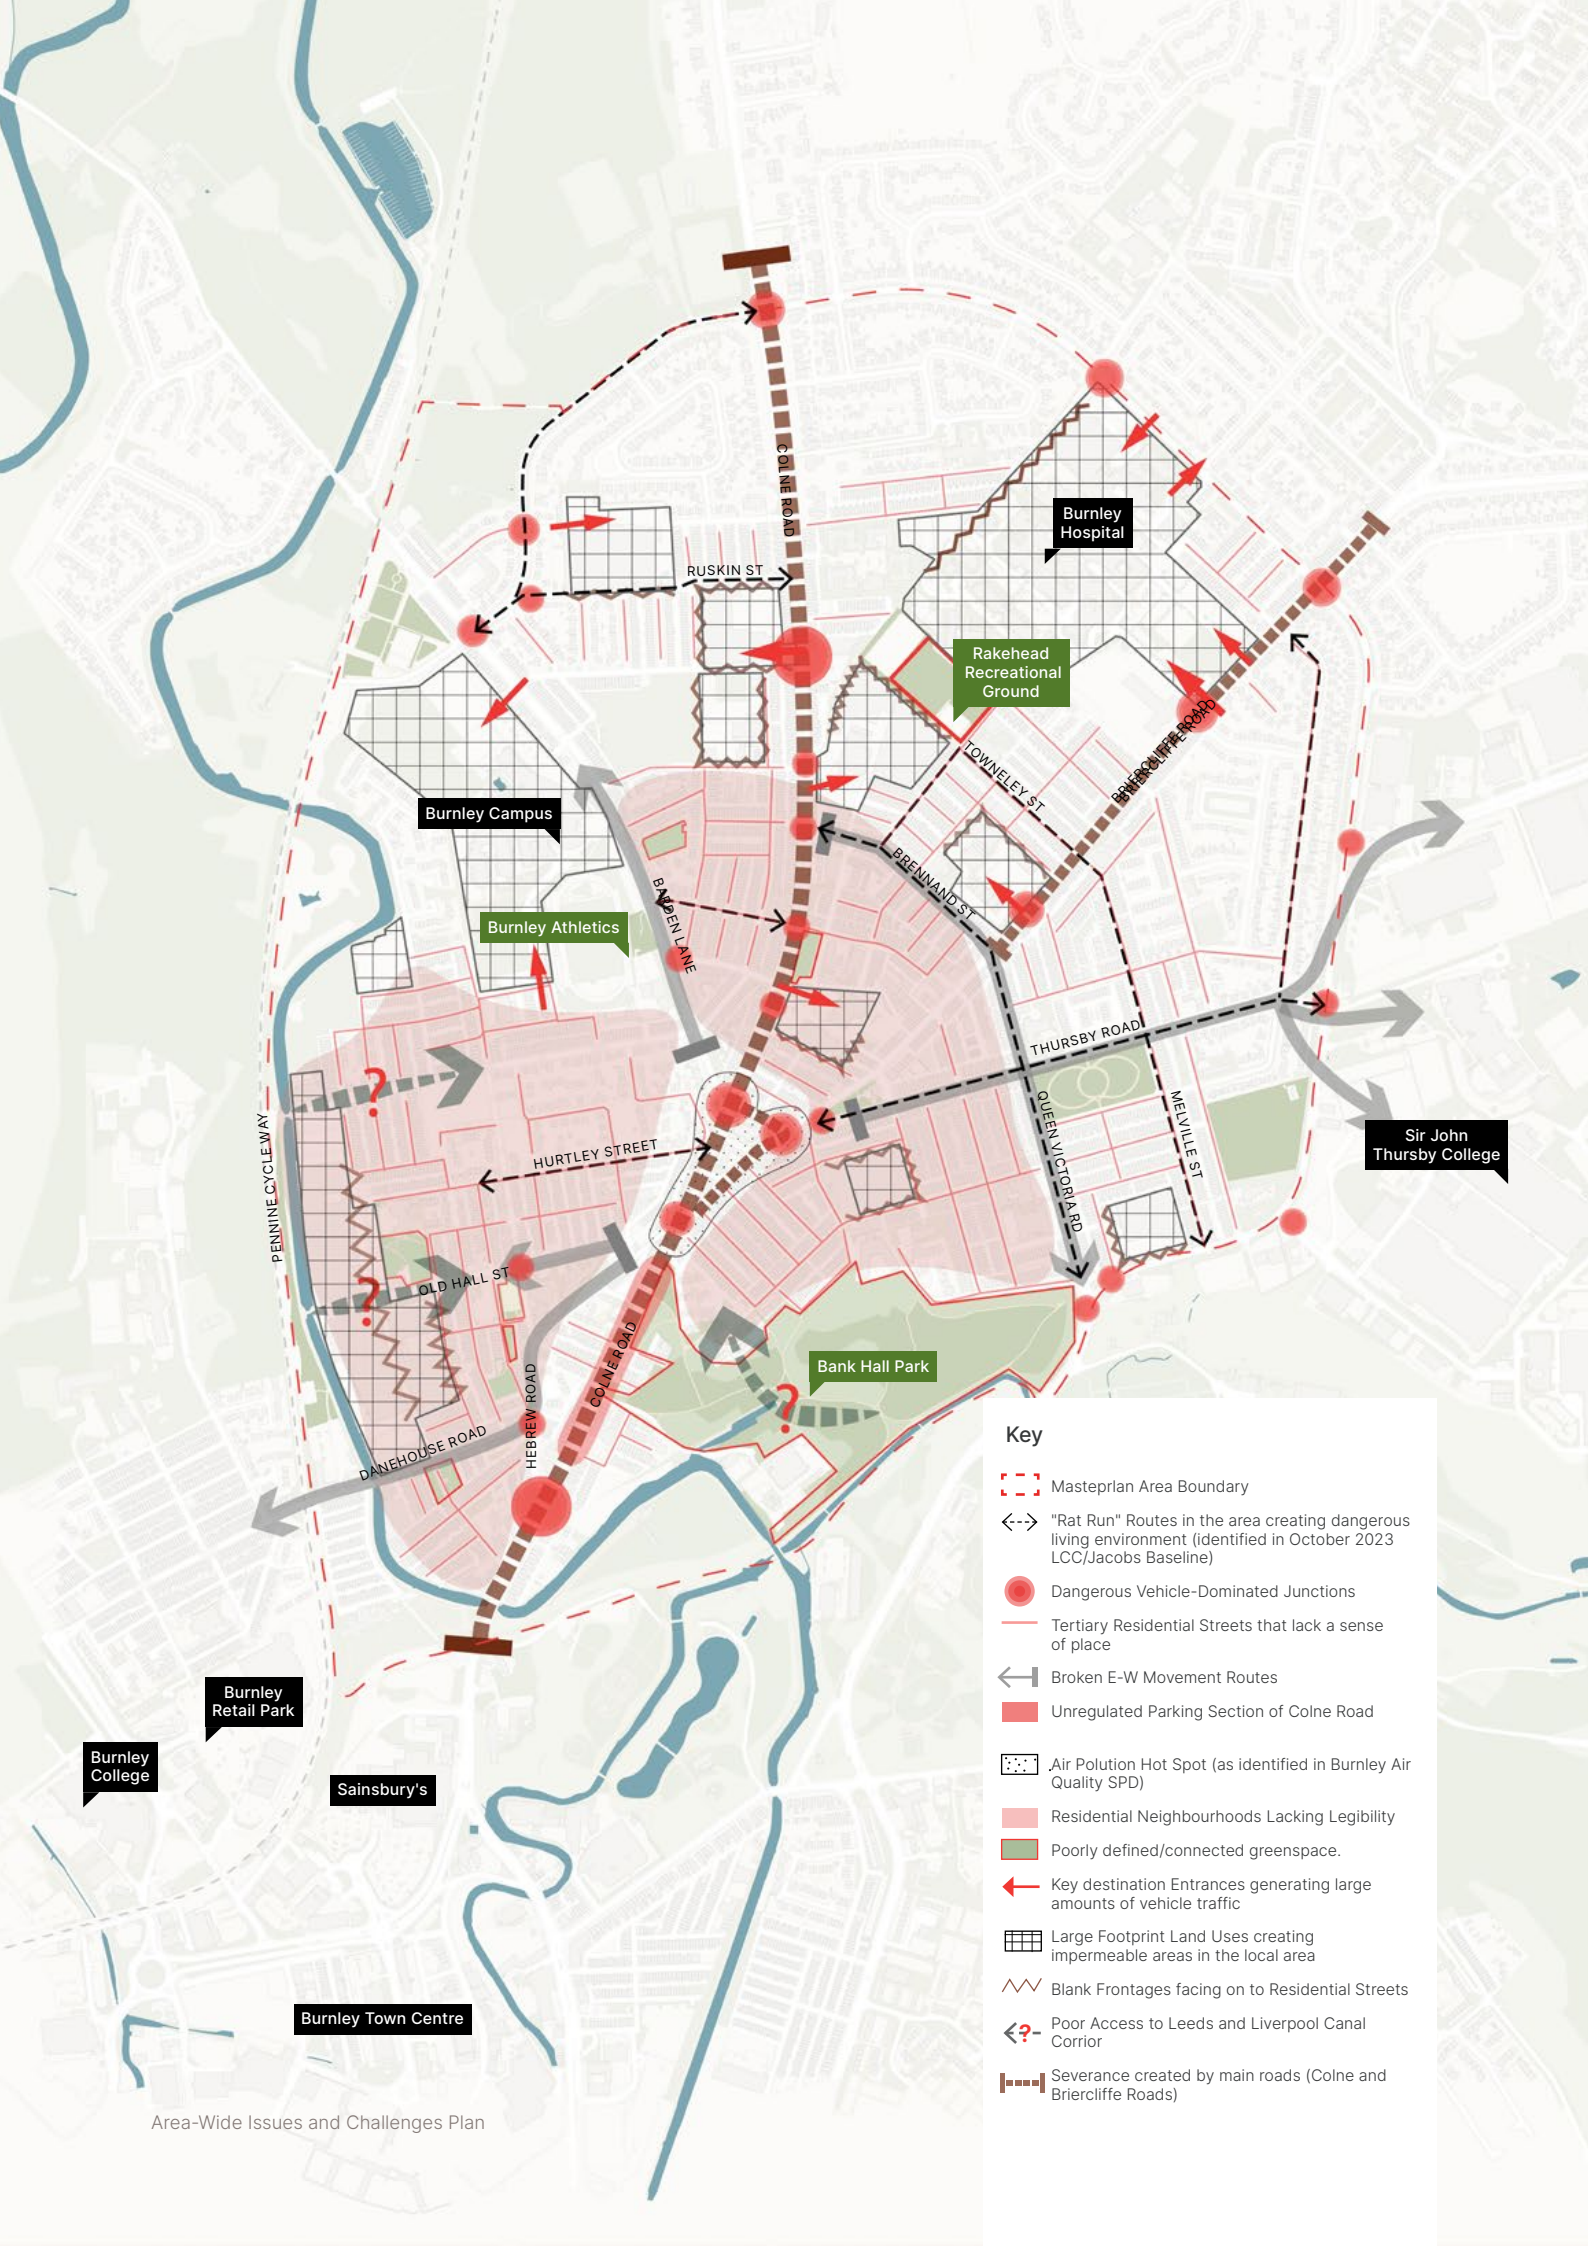 COLNE ROAD
Burnley
Hospital
RUSKIN ST
Rakehead
Recreational
Ground
BRIERCLIFFE ROAD
BRIERCLIFFE ROAD
TOWNELEY ST
Burnley Campus
BRENNAND ST
BARDEN LANE
Burnley Athletics
THURSBY ROAD
?
PENNINE CYCLE WAY
HURTLEY STREET
QUEEN VICTORIA RD
MELVILLE ST
Sir John
Thursby College
OLD HALL ST
?
COLNE ROAD
Bank Hall Park
?
HEBREW ROAD
DANEHOUSE ROAD
Burnley
Retail Park
Burnley
College
Sainsbury's
Burnley Town Centre
Area-Wide Issues and Challenges Plan
Key
Masteprlan Area Boundary
"Rat Run" Routes in the area creating dangerous
living environment (identified in October 2023
LCC/Jacobs Baseline)
Dangerous Vehicle-Dominated Junctions
Tertiary Residential Streets that lack a sense
of place
Broken E-W Movement Routes
Unregulated Parking Section of Colne Road
.Air Polution Hot Spot (as identified in Burnley Air
Quality SPD)
Residential Neighbourhoods Lacking Legibility
Poorly defined/connected greenspace.
Key destination Entrances generating large
amounts of vehicle traffic
Large Footprint Land Uses creating
impermeable areas in the local area
Blank Frontages facing on to Residential Streets
?
Poor Access to Leeds and Liverpool Canal
Corrior
Severance created by main roads (Colne and
Briercliffe Roads)